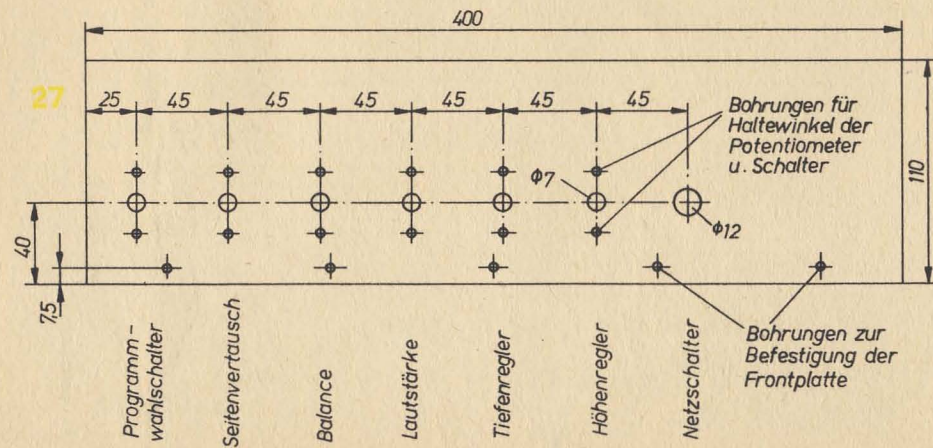 400
27
25
45
45
45
45
45
45
Bohrungen für
Haltewinkel der
Potentiometer
u. Schalter
110
ϕ7
ϕ12
40
7,5
Programm-
wahlschalter
Seitenvertausch
Balance
Lautstärke
Tiefenregler
Höhenregler
Netzschalter
Bohrungen zur
Befestigung der
Frontplatte